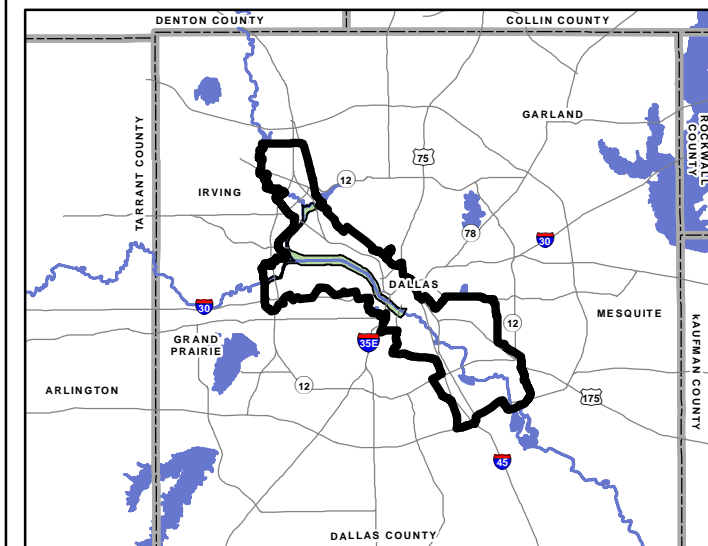 DENTON COUNTY
COLLIN COUNTY
GARLAND
TARRANT COUNTY
ROCKWALL
COUNTY
75
12
IRVING
78
30
DALLAS
30
12
MESQUITE
GRAND
PRAIRIE
35E
KAUFMAN COUNTY
ARLINGTON
12
175
45
DALLAS COUNTY